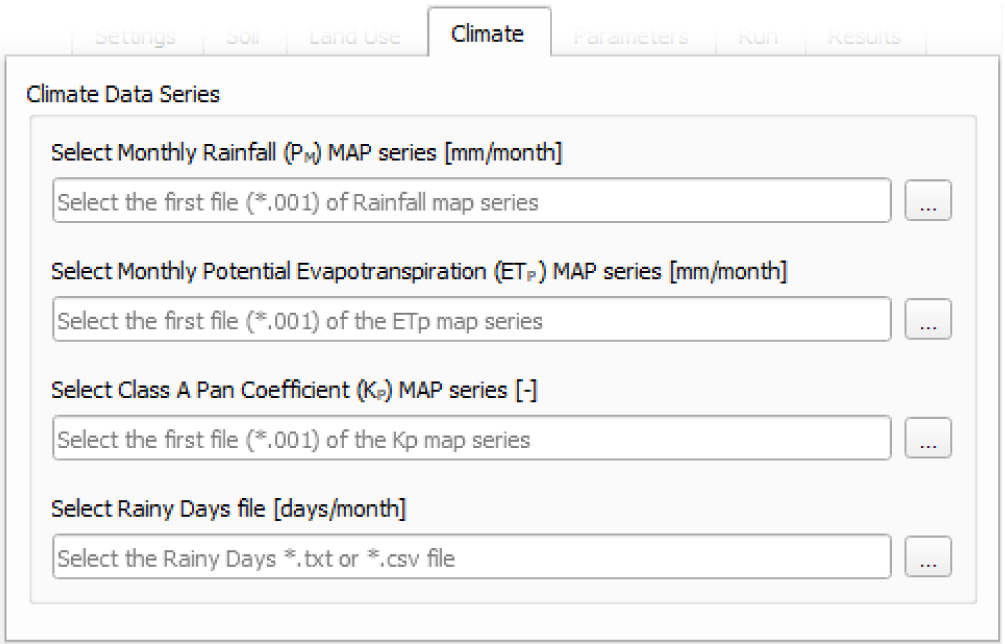 Settings Soil Land Use Climate Parameters Run Results
Climate Data Series
Select Monthly Rainfall (PM) MAP series [mm/month]
Select the first file (*.001) of Rainfall map series
...
Select Monthly Potential Evapotranspiration (ETP) MAP series [mm/month]
Select the first file (*.001) of the ETp map series
...
Select Class A Pan Coefficient (KP) MAP series [-]
Select the first file (*.001) of the Kp map series
...
Select Rainy Days file [days/month]
Select the Rainy Days *.txt or *.csv file
...